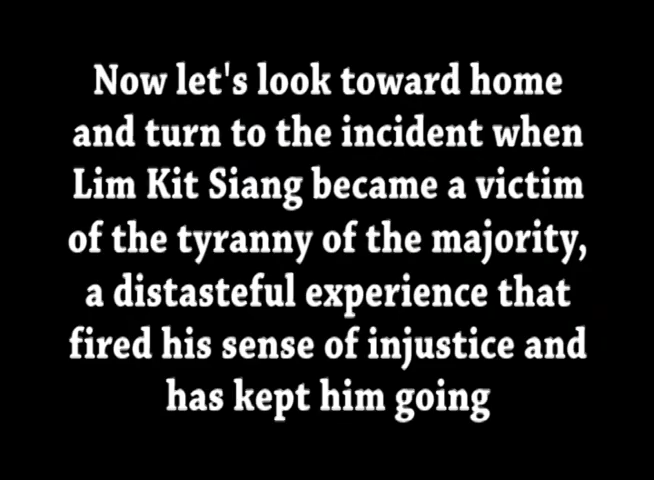 Now let's look toward home
and turn to the incident when
Lim Kit Siang became a victim
of the tyranny of the majority,
a distasteful experience that
fired his sense of injustice and
has kept him going